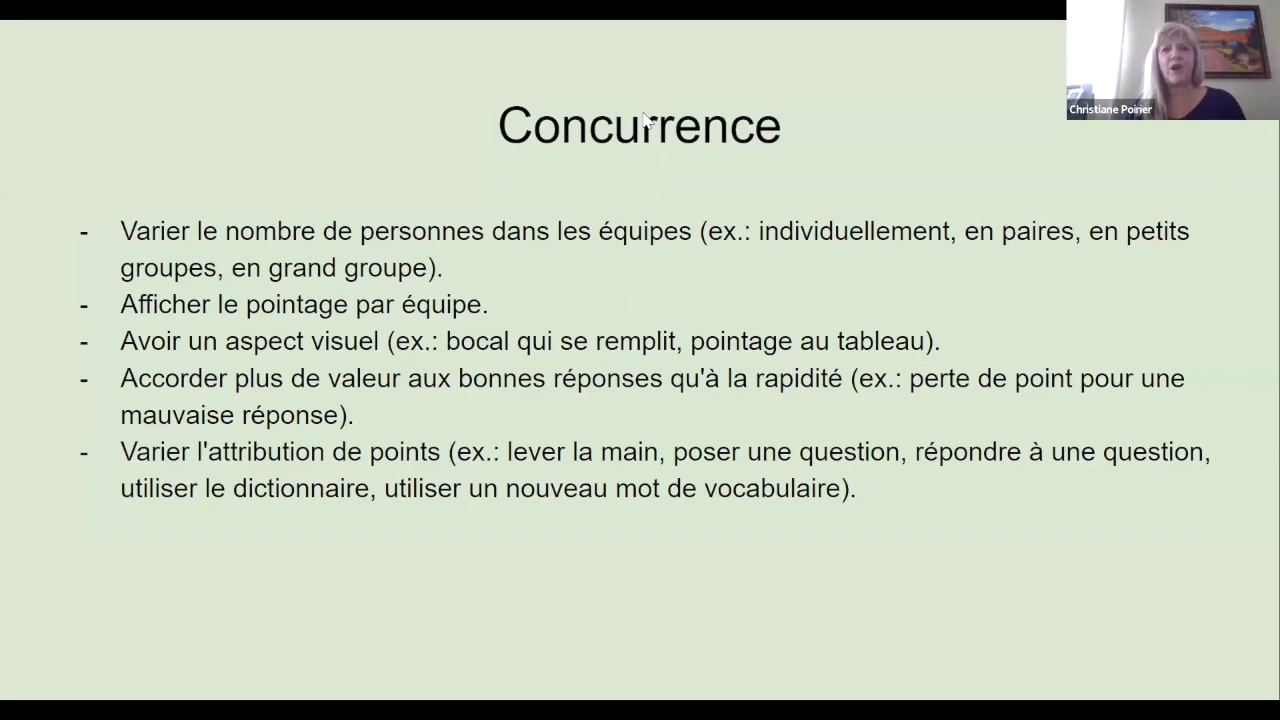 Concurrence
Christiane Poirier
- Varier le nombre de personnes dans les équipes (ex.: individuellement, en paires, en petits
groupes, en grand groupe).
- Afficher le pointage par équipe.
- Avoir un aspect visuel (ex.: bocal qui se remplit, pointage au tableau).
- Accorder plus de valeur aux bonnes réponses qu'à la rapidité (ex.: perte de point pour une
mauvaise réponse).
- Varier l'attribution de points (ex.: lever la main, poser une question, répondre à une question,
utiliser le dictionnaire, utiliser un nouveau mot de vocabulaire).